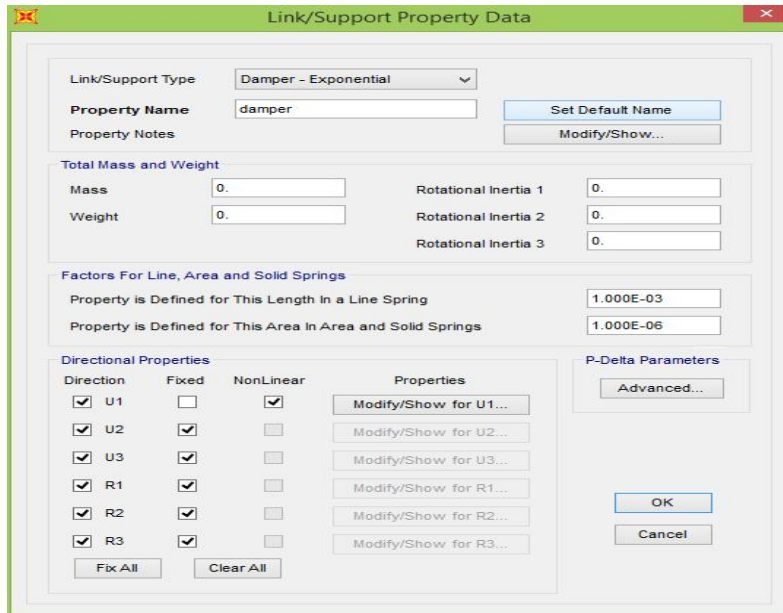 Link/Support Property Data
Link/Support Type Damper - Exponential
Property Name damper Set Default Name
Property Notes Modify/Show...
Total Mass and Weight
Mass 0. Rotational Inertia 1 0.
Weight 0. Rotational Inertia 2 0.
Rotational Inertia 3 0.
Factors For Line, Area and Solid Springs
Property is Defined for This Length In a Line Spring 1.000E-03
Property is Defined for This Area In Area and Solid Springs 1.000E-06
Directional Properties P-Delta Parameters
Direction Fixed NonLinear Properties Advanced...
U1 Modify/Show for U1...
U2 Modify/Show for U2...
U3 Modify/Show for U3...
R1 Modify/Show for R1...
R2 Modify/Show for R2...
R3 Modify/Show for R3...
OK
Cancel
Fix All Clear All